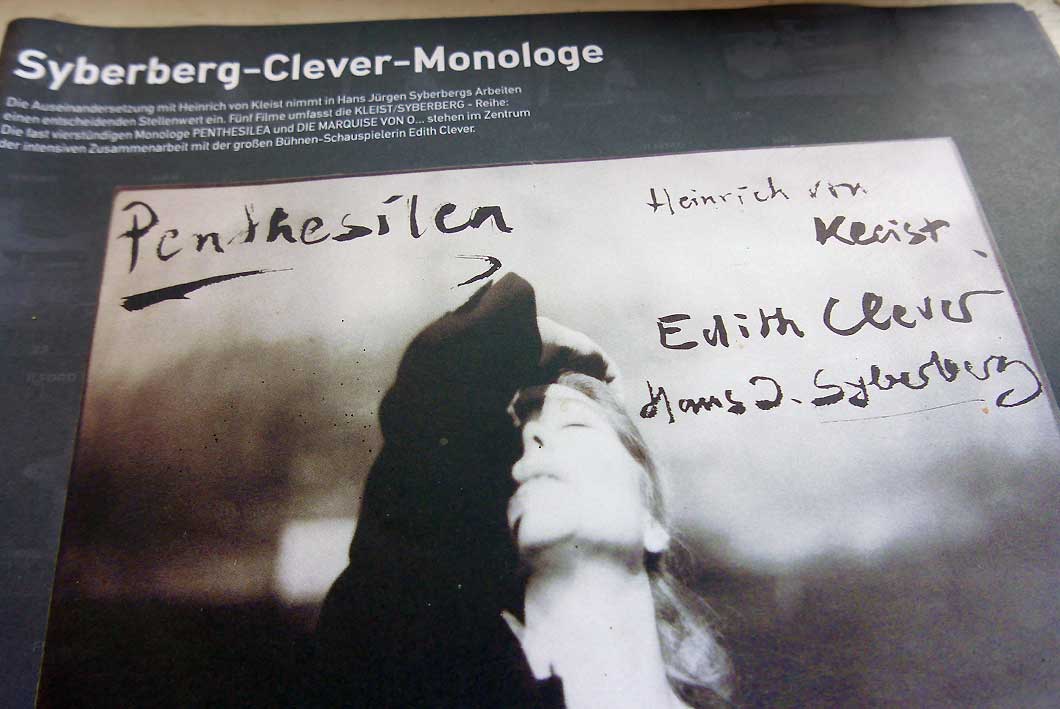 Syberberg-Clever-Monologe
Die Auseinandersetzung mit Heinrich von Kleist nimmt in Hans Jürgen Syberbergs Arbeiten
einen entscheidenden Stellenwert ein. Fünf Filme umfasst die KLEIST/SYBERBERG - Reihe:
Die fast vierstündigen Monologe PENTHESILEA und DIE MARQUISE VON O... stehen im Zentrum
der intensiven Zusammenarbeit mit der großen Bühnen-Schauspielerin Edith Clever.
Penthesilea
Heinrich von
Kleist.
Edith Clever
Hans J. Syberberg